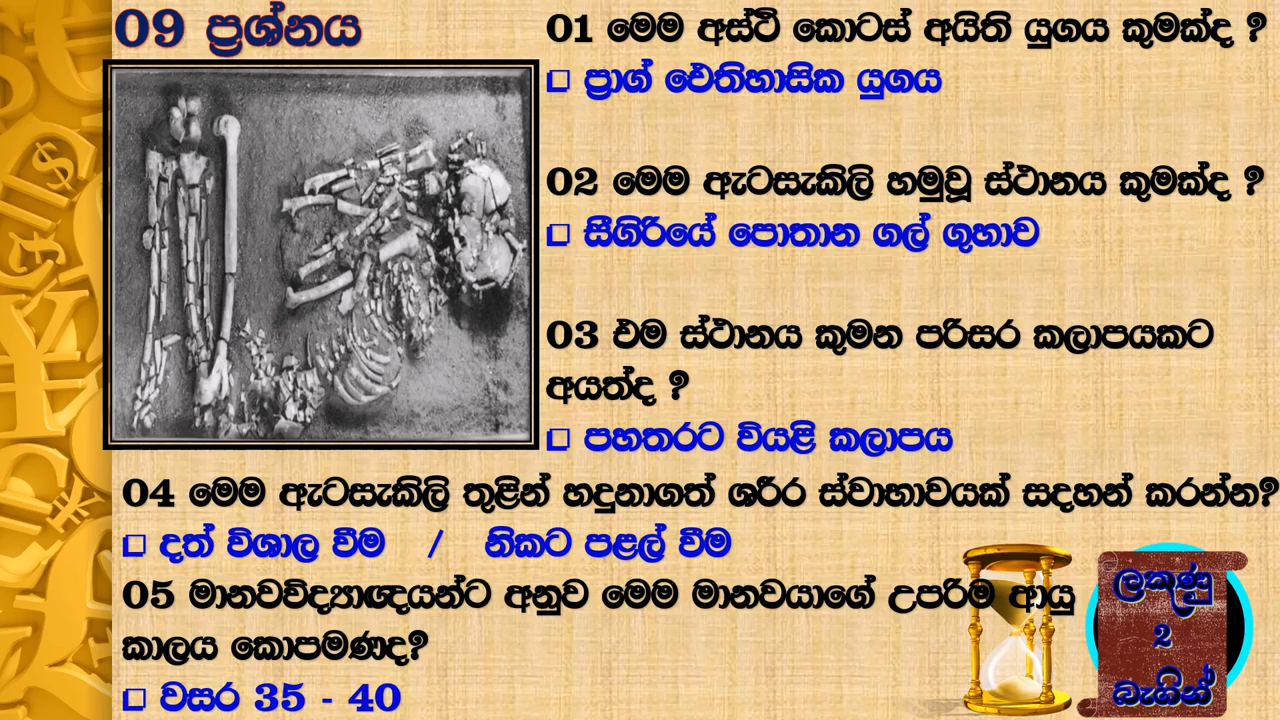 09 ප්‍රශ්නය
01 මෙම අස්ථි කොටස් අයිති යුගය කුමක්ද ?
□ ප්‍රාග් ඓතිහාසික යුගය
02 මෙම ඇටසැකිලි හමුවූ ස්ථානය කුමක්ද ?
□ සීගිරියේ පොතාන ගල් ගුහාව
03 එම ස්ථානය කුමන පරිසර කලාපයකට
අයත්ද ?
□ පහතරට වියළි කලාපය
04 මෙම ඇටසැකිලි තුළින් හදුනාගත් ශරීර ස්වාභාවයක් සදහන් කරන්න?
□ දත් විශාල වීම / නිකට පළල් වීම
05 මානවවිද්‍යාඥයන්ට අනුව මෙම මානවයාගේ උපරිම ආයු
කාලය කොපමණද?
□ වසර 35 - 40
ලකුණු
2
බැගින්